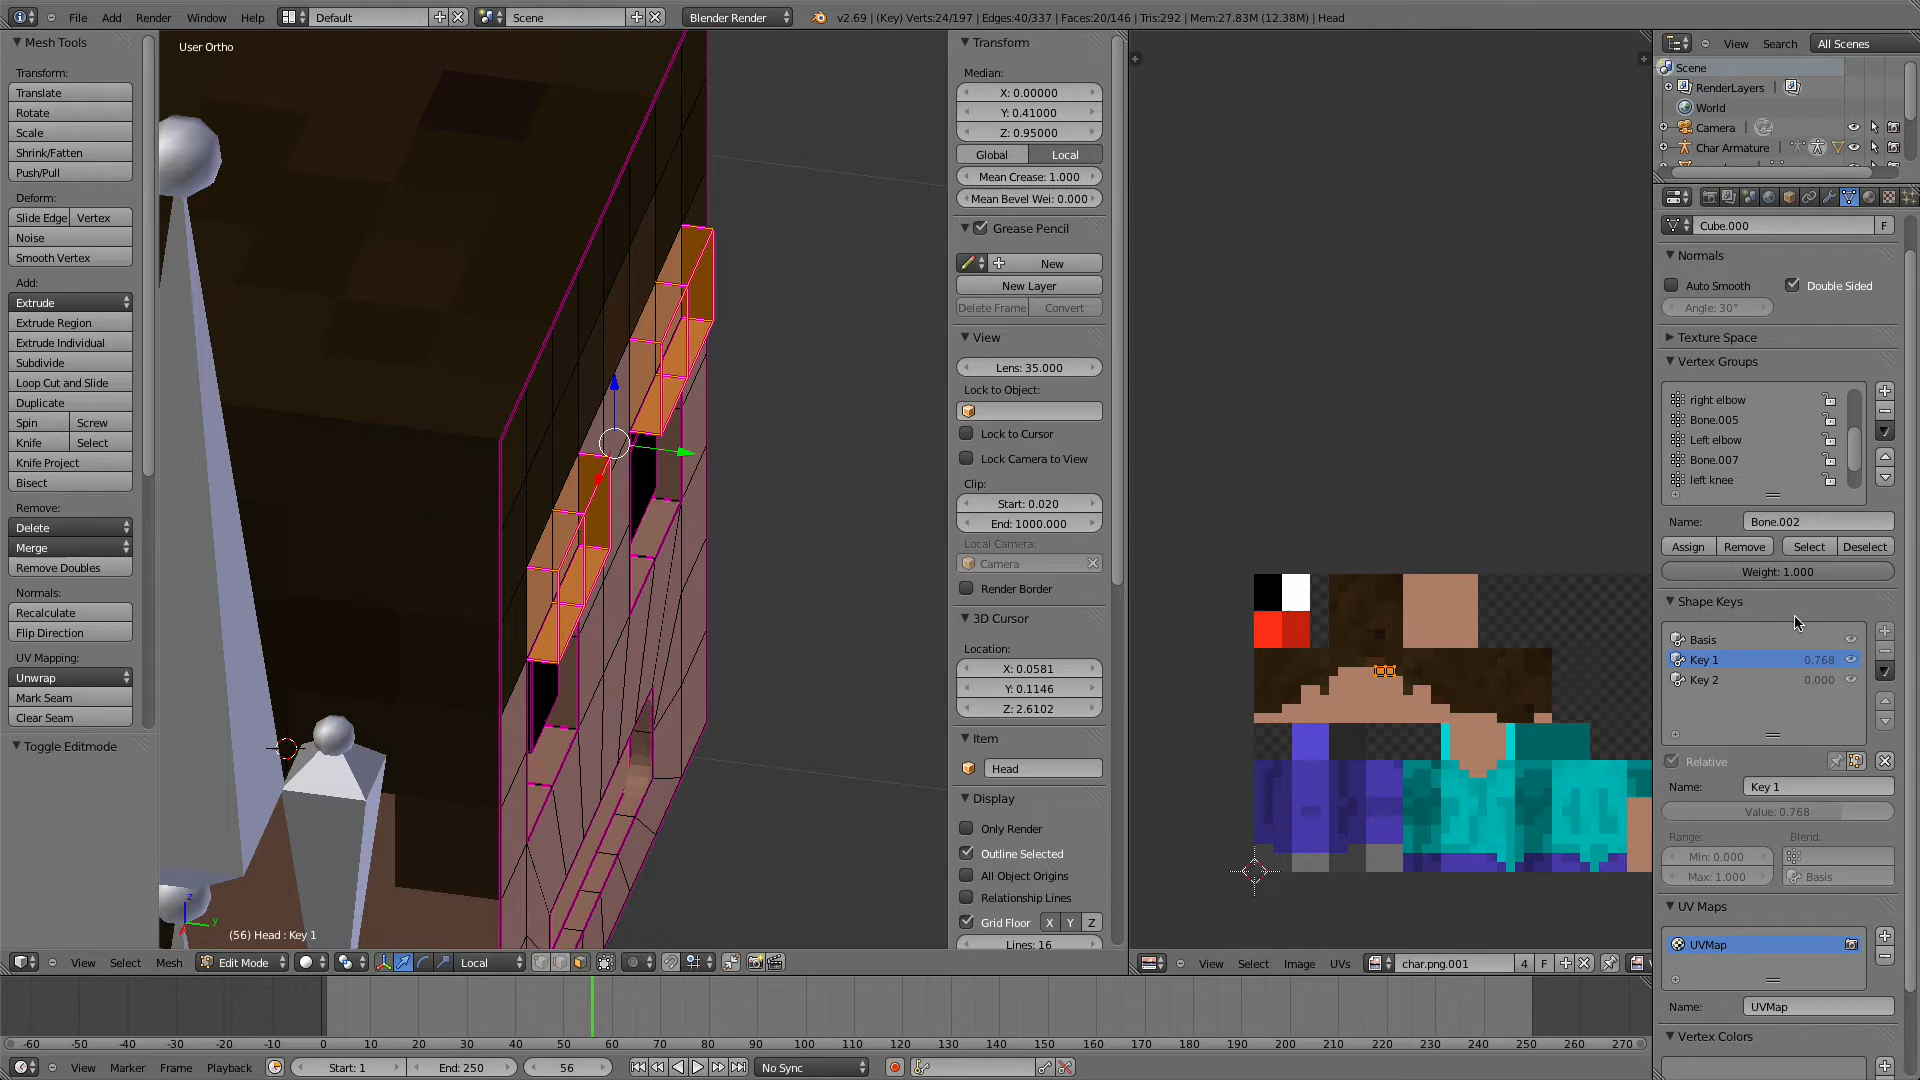 File Add Render Window Help Default Scene Blender Render v2.69 | (Key) Verts:24/197 | Edges:40/337 | Faces:20/146 | Tris:292 | Mem:27.83M (12.38M) | Head
Mesh Tools
Transform:
Translate
Rotate
Scale
Shrink/Fatten
Push/Pull
Deform:
Slide Edge Vertex
Noise
Smooth Vertex
Add:
Extrude
Extrude Region
Extrude Individual
Subdivide
Loop Cut and Slide
Duplicate
Spin Screw
Knife Select
Knife Project
Bisect
Remove:
Delete
Merge
Remove Doubles
Normals:
Recalculate
Flip Direction
UV Mapping:
Unwrap
Mark Seam
Clear Seam
Toggle Editmode
User Ortho
z
y
(56) Head : Key 1
Transform
Median:
X: 0.00000
Y: 0.41000
Z: 0.95000
Global Local
Mean Crease: 1.000
Mean Bevel Wei: 0.000
Grease Pencil
New
New Layer
Delete Frame Convert
View
Lens: 35.000
Lock to Object:
Lock to Cursor
Lock Camera to View
Clip:
Start: 0.020
End: 1000.000
Local Camera:
Camera
Render Border
3D Cursor
Location:
X: 0.0581
Y: 0.1146
Z: 2.6102
Item
Head
Display
Only Render
Outline Selected
All Object Origins
Relationship Lines
Grid Floor X Y Z
Lines: 16
View Search All Scenes
Scene
RenderLayers
World
Camera
Char Armature
Cube.000 F
Normals
Auto Smooth Double Sided
Angle: 30°
Texture Space
Vertex Groups
right elbow
Bone.005
Left elbow
Bone.007
left knee
Name: Bone.002
Assign Remove Select Deselect
Weight: 1.000
Shape Keys
Basis
Key 1 0.768
Key 2 0.000
Relative
Name: Key 1
Value: 0.768
Range: Blend:
Min: 0.000
Max: 1.000 Basis
UV Maps
UVMap
Name: UVMap
Vertex Colors
View Select Mesh Edit Mode Local
View Select Image UVs char.png.001 4 F
-60 -50 -40 -30 -20 -10 0 10 20 30 40 50 60 70 80 90 100 110 120 130 140 150 160 170 180 190 200 210 220 230 240 250 260 270
View Marker Frame Playback Start: 1 End: 250 56 No Sync